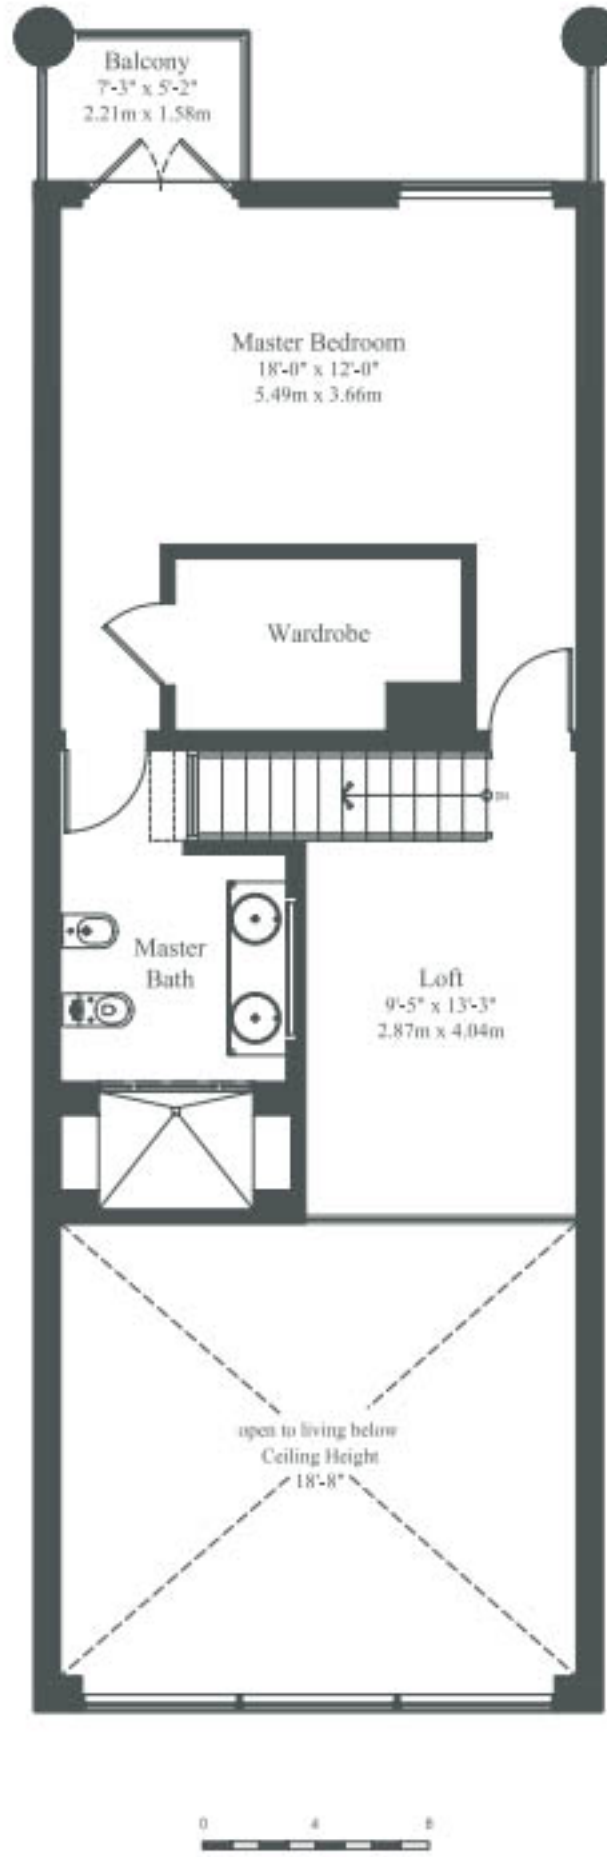 Balcony
7'-3" x 5'-2"
2.21m x 1.58m
Master Bedroom
18'-0" x 12'-0"
5.49m x 3.66m
Wardrobe
Master
Bath
Loft
9'-5" x 13'-3"
2.87m x 4.04m
open to living below
Ceiling Height
18'-8"
0 4 8